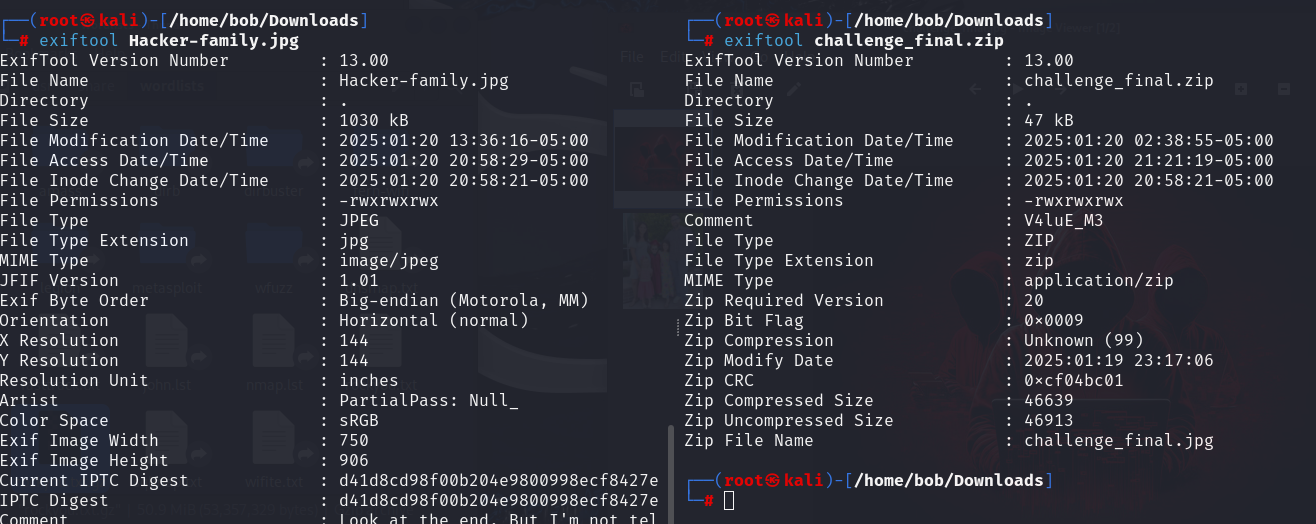 ┌──(root㉿kali)-[/home/bob/Downloads]
└─# exiftool Hacker-family.jpg
ExifTool Version Number         : 13.00
File Name                       : Hacker-family.jpg
Directory                       : .
File Size                       : 1030 kB
File Modification Date/Time     : 2025:01:20 13:36:16-05:00
File Access Date/Time           : 2025:01:20 20:58:29-05:00
File Inode Change Date/Time     : 2025:01:20 20:58:21-05:00
File Permissions                : -rwxrwxrwx
File Type                       : JPEG
File Type Extension             : jpg
MIME Type                       : image/jpeg
JFIF Version                    : 1.01
Exif Byte Order                 : Big-endian (Motorola, MM)
Orientation                     : Horizontal (normal)
X Resolution                    : 144
Y Resolution                    : 144
Resolution Unit                 : inches
Artist                          : PartialPass: Null_
Color Space                     : sRGB
Exif Image Width                : 750
Exif Image Height               : 906
Current IPTC Digest             : d41d8cd98f00b204e9800998ecf8427e
IPTC Digest                     : d41d8cd98f00b204e9800998ecf8427e
Comment                         : Look at the end. But I'm not tel
┌──(root㉿kali)-[/home/bob/Downloads]
└─# exiftool challenge_final.zip
ExifTool Version Number         : 13.00
File Name                       : challenge_final.zip
Directory                       : .
File Size                       : 47 kB
File Modification Date/Time     : 2025:01:20 02:38:55-05:00
File Access Date/Time           : 2025:01:20 21:21:19-05:00
File Inode Change Date/Time     : 2025:01:20 20:58:21-05:00
File Permissions                : -rwxrwxrwx
Comment                         : V4luE_M3
File Type                       : ZIP
File Type Extension             : zip
MIME Type                       : application/zip
Zip Required Version            : 20
Zip Bit Flag                    : 0x0009
Zip Compression                 : Unknown (99)
Zip Modify Date                 : 2025:01:19 23:17:06
Zip CRC                         : 0xcf04bc01
Zip Compressed Size             : 46639
Zip Uncompressed Size           : 46913
Zip File Name                   : challenge_final.jpg
┌──(root㉿kali)-[/home/bob/Downloads]
└─#
wordlists
File
metasploit
wfuzz
nmap.lst
wifite.txt